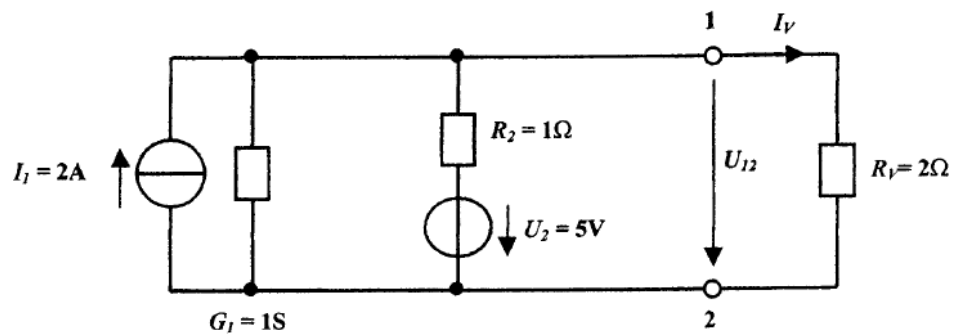 1
I_V
R_2 = 1Ω
I_1 = 2A
U_12
R_V= 2Ω
U_2 = 5V
2
G_1 = 1S